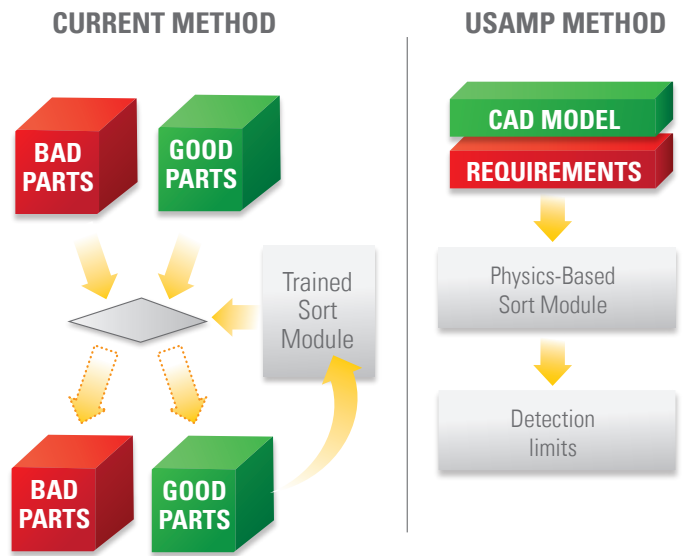 CURRENT METHOD
BAD
PARTS
GOOD
PARTS
Trained
Sort
Module
BAD
PARTS
GOOD
PARTS
USAMP METHOD
CAD MODEL
REQUIREMENTS
Physics-Based
Sort Module
Detection
limits